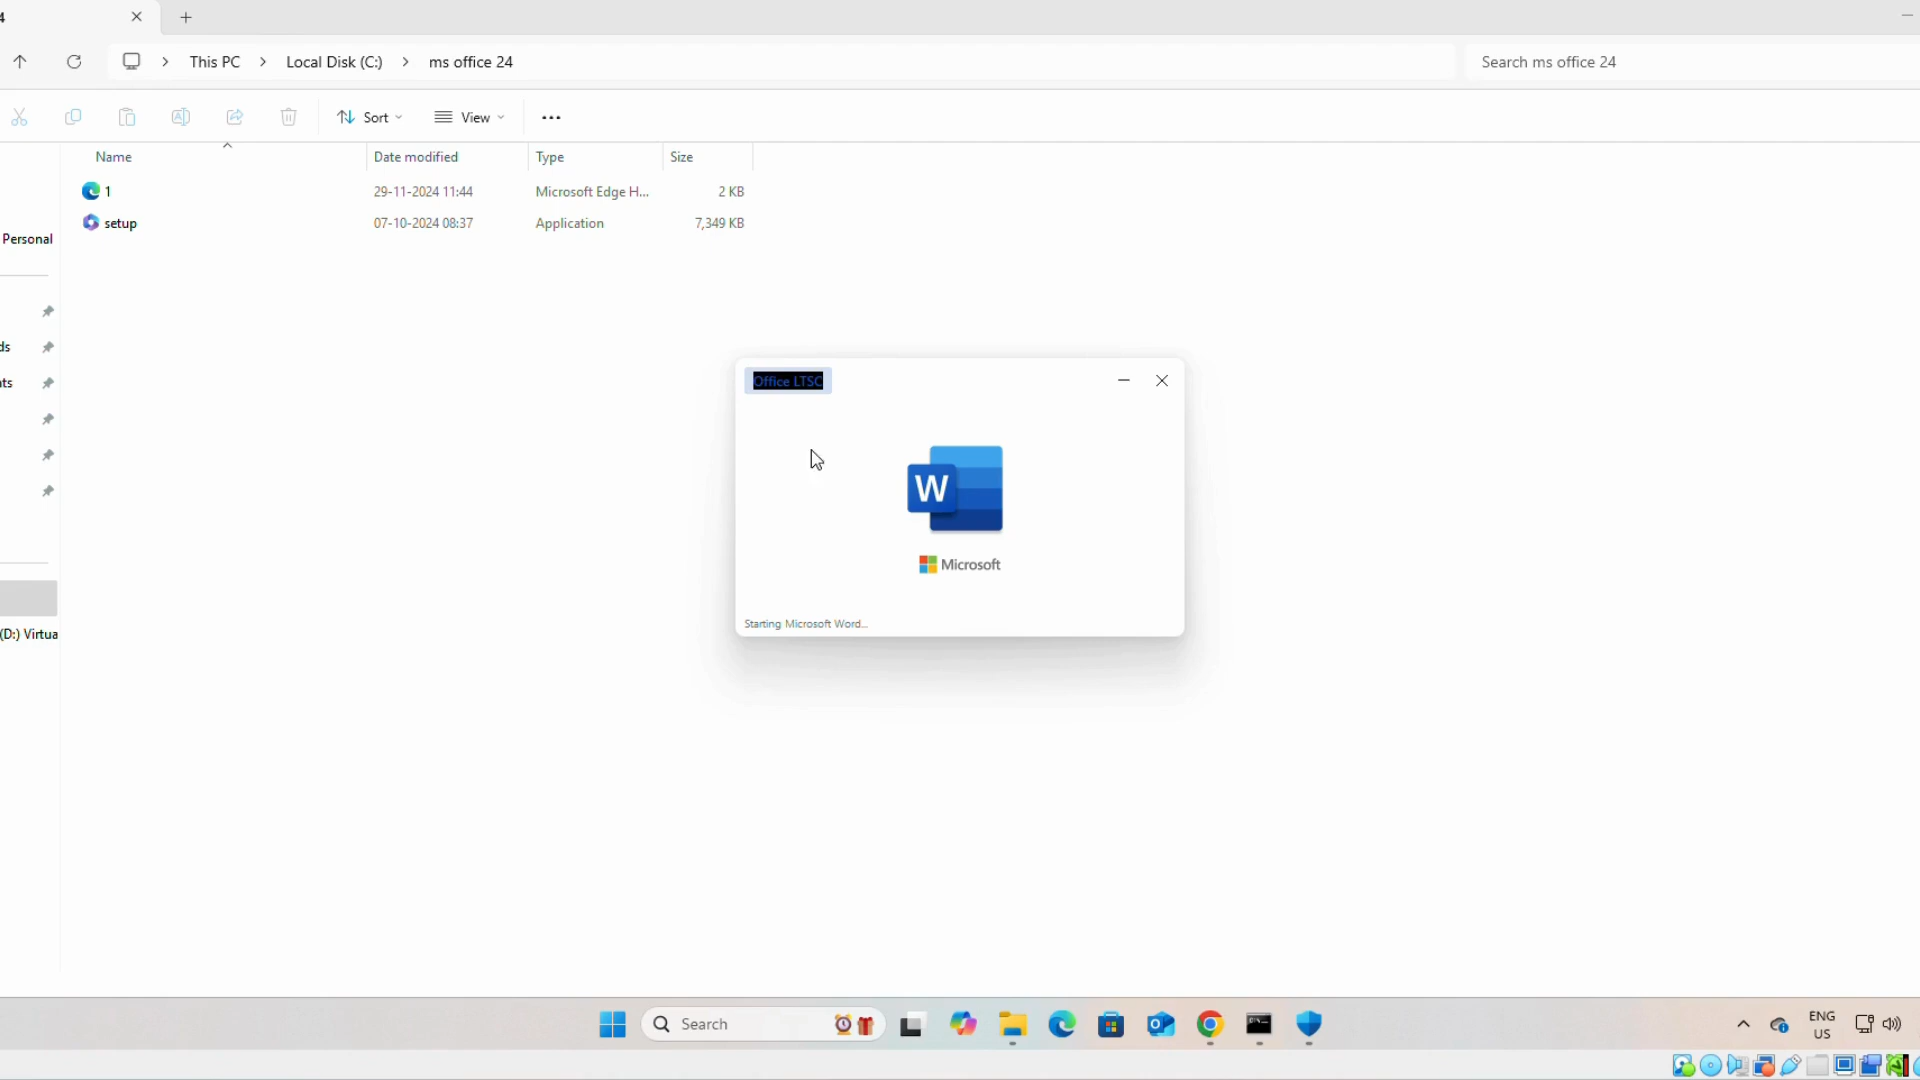 4
This PC
Local Disk (C:)
ms office 24
Search ms office 24
Sort
View
Name
Date modified
Type
Size
1
29-11-2024 11:44
Microsoft Edge H...
2 KB
setup
07-10-2024 08:37
Application
7,349 KB
Personal
ds
nts
(D:) Virtua
Office LTSC
W
Microsoft
Starting Microsoft Word...
Search
ENG
US